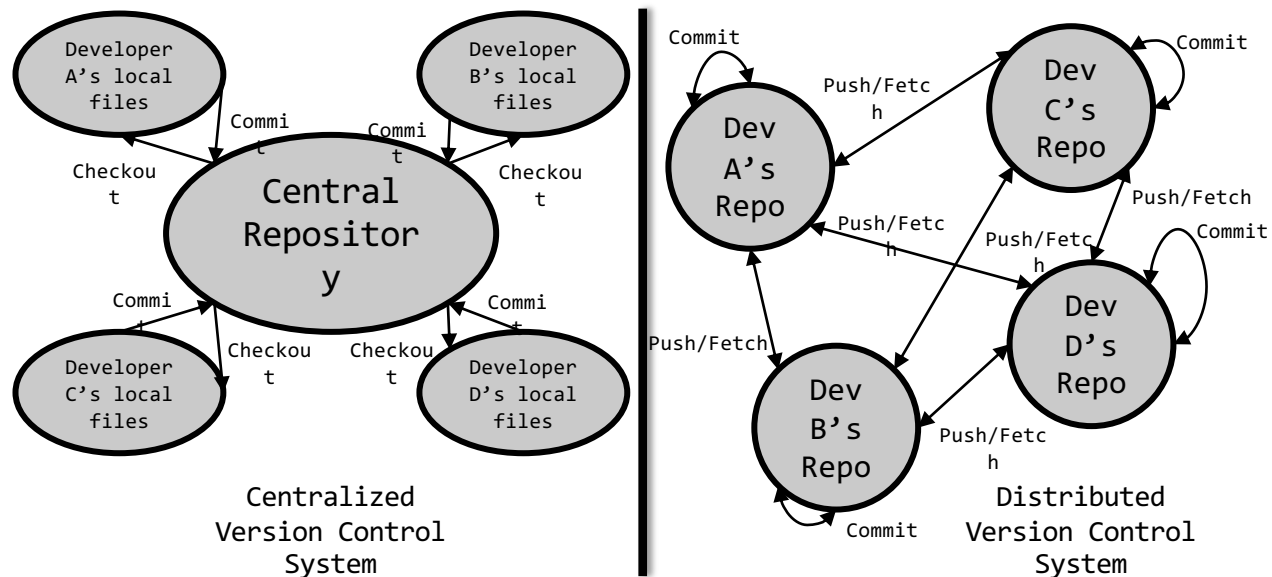 Developer
A’s local
files
Developer
B’s local
files
Commi
t
Commi
t
Checkou
t
Checkou
t
Central
Repositor
y
Commi
t
Commi
t
Checkou
t
Checkou
t
Developer
C’s local
files
Developer
D’s local
files
Centralized
Version Control
System
Commit
Push/Fetc
h
Dev
C’s
Repo
Commit
Dev
A’s
Repo
Push/Fetch
Push/Fetc
h
Push/Fetc
h
Commit
Push/Fetch
Dev
D’s
Repo
Dev
B’s
Repo
Push/Fetc
h
Commit
Distributed
Version Control
System